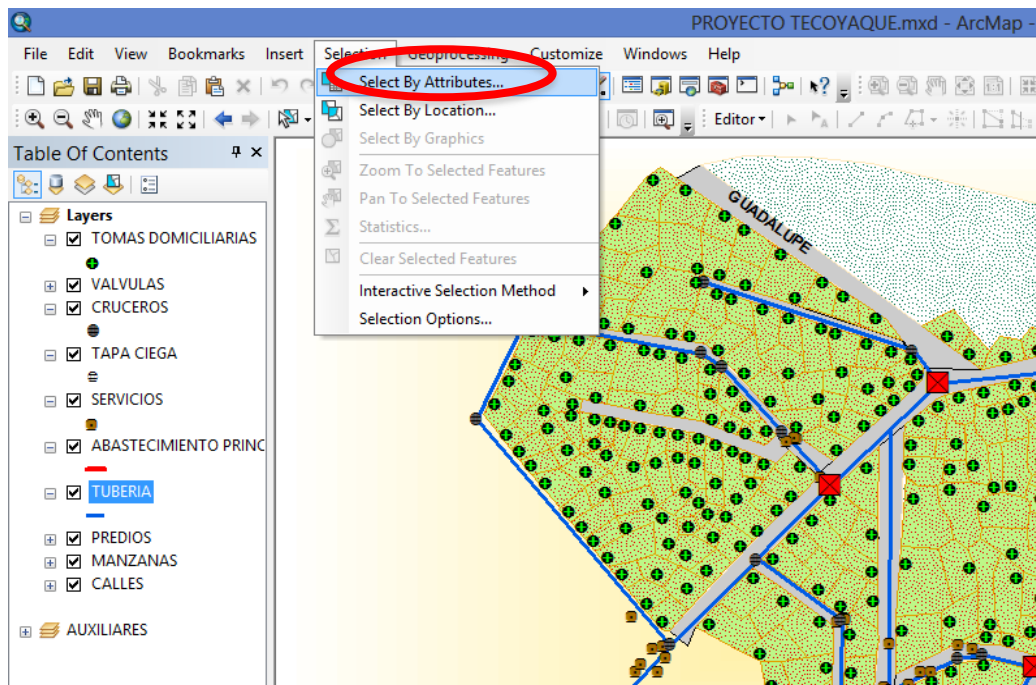 PROYECTO TECOYAQUE.mxd - ArcMap -
File Edit View Bookmarks Insert Selection Geoprocessing Customize Windows Help
Select By Attributes...
Select By Location...
Editor
Select By Graphics
Table Of Contents
Zoom To Selected Features
Pan To Selected Features
Statistics...
Clear Selected Features
Interactive Selection Method
Selection Options...
Layers
TOMAS DOMICILIARIAS
VALVULAS
CRUCEROS
TAPA CIEGA
SERVICIOS
ABASTECIMIENTO PRINC
TUBERIA
PREDIOS
MANZANAS
CALLES
AUXILIARES
GUADALUPE